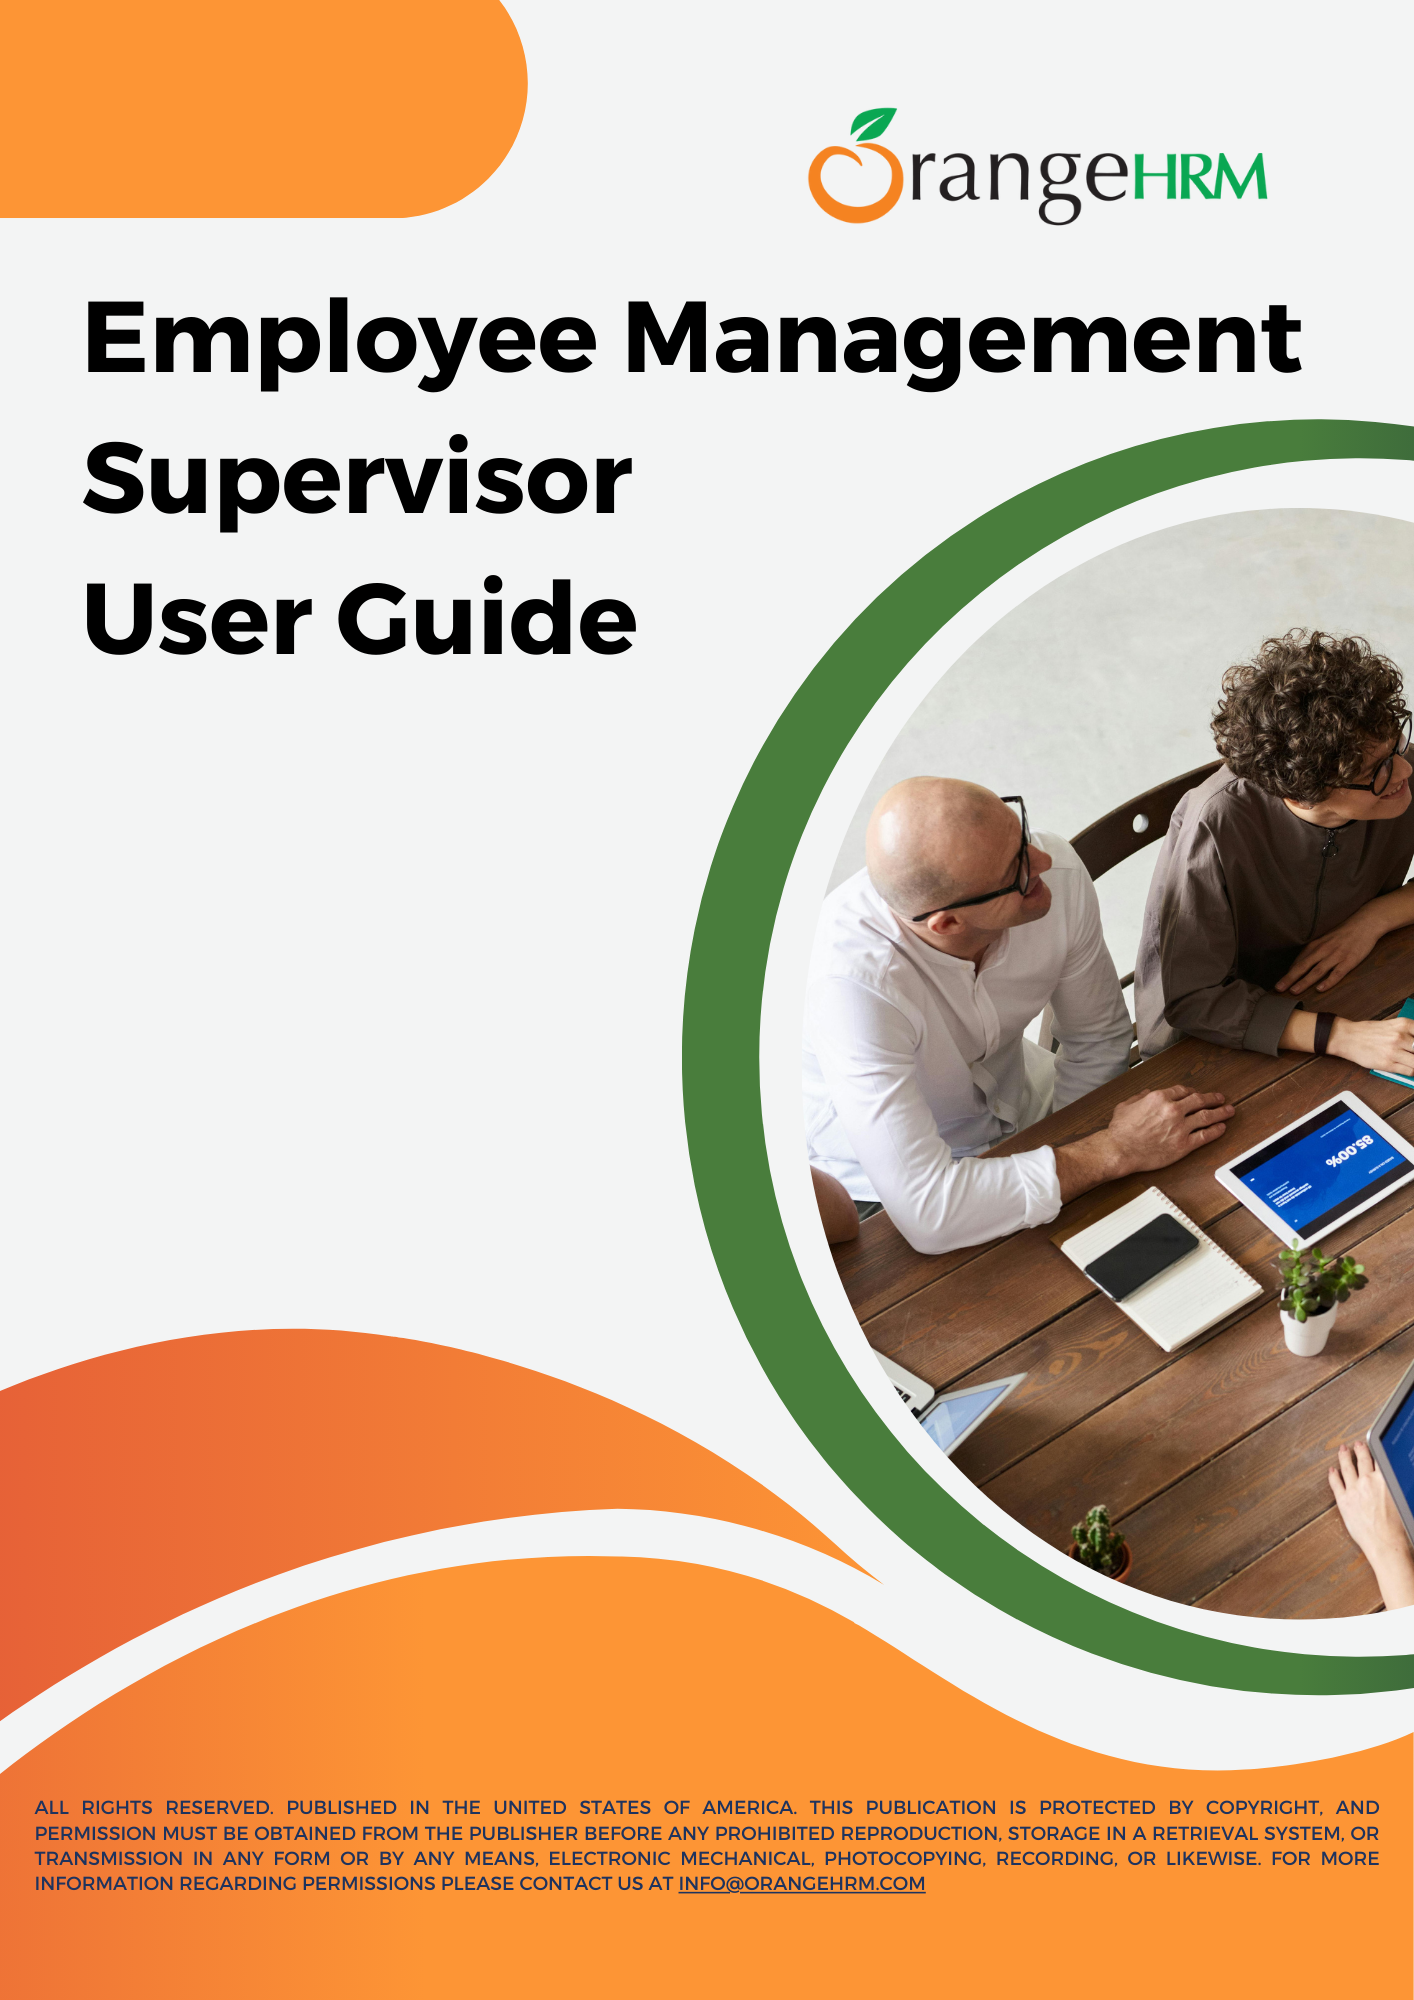 OrangeHRM
Employee Management
Supervisor
User Guide
85.00%
ALL RIGHTS RESERVED. PUBLISHED IN THE UNITED STATES OF AMERICA. THIS PUBLICATION IS PROTECTED BY COPYRIGHT, AND
PERMISSION MUST BE OBTAINED FROM THE PUBLISHER BEFORE ANY PROHIBITED REPRODUCTION, STORAGE IN A RETRIEVAL SYSTEM, OR
TRANSMISSION IN ANY FORM OR BY ANY MEANS, ELECTRONIC MECHANICAL, PHOTOCOPYING, RECORDING, OR LIKEWISE. FOR MORE
INFORMATION REGARDING PERMISSIONS PLEASE CONTACT US AT INFO@ORANGEHRM.COM